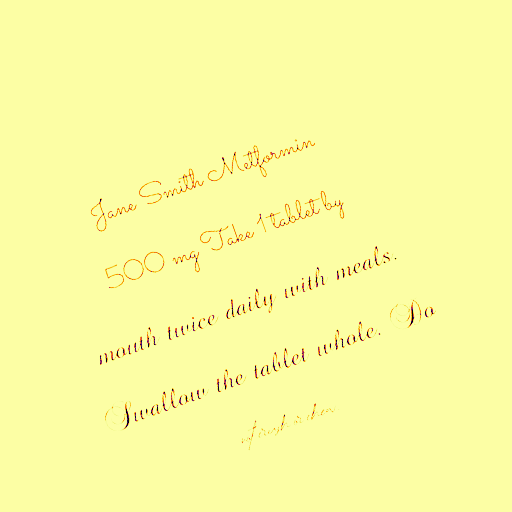 Jane Smith Metformin
500 mg Take 1 tablet by
mouth twice daily with meals.
Swallow the tablet whole. Do